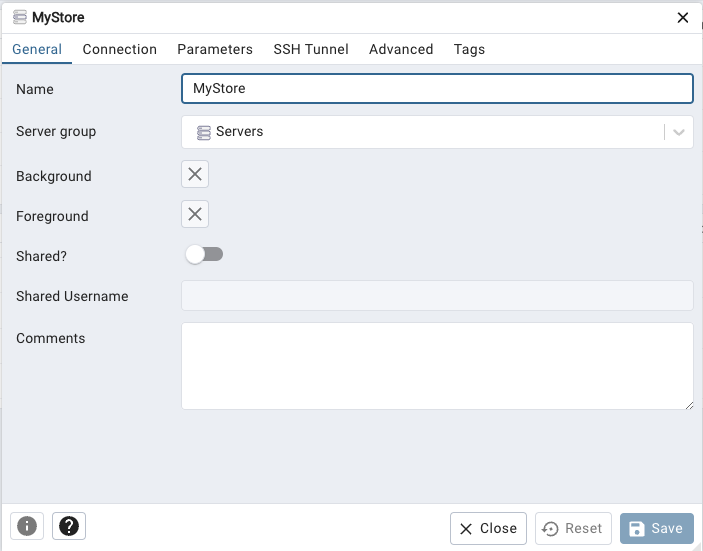 MyStore
General Connection Parameters SSH Tunnel Advanced Tags
Name MyStore
Server group Servers
Background
Foreground
Shared?
Shared Username
Comments
Close Reset Save